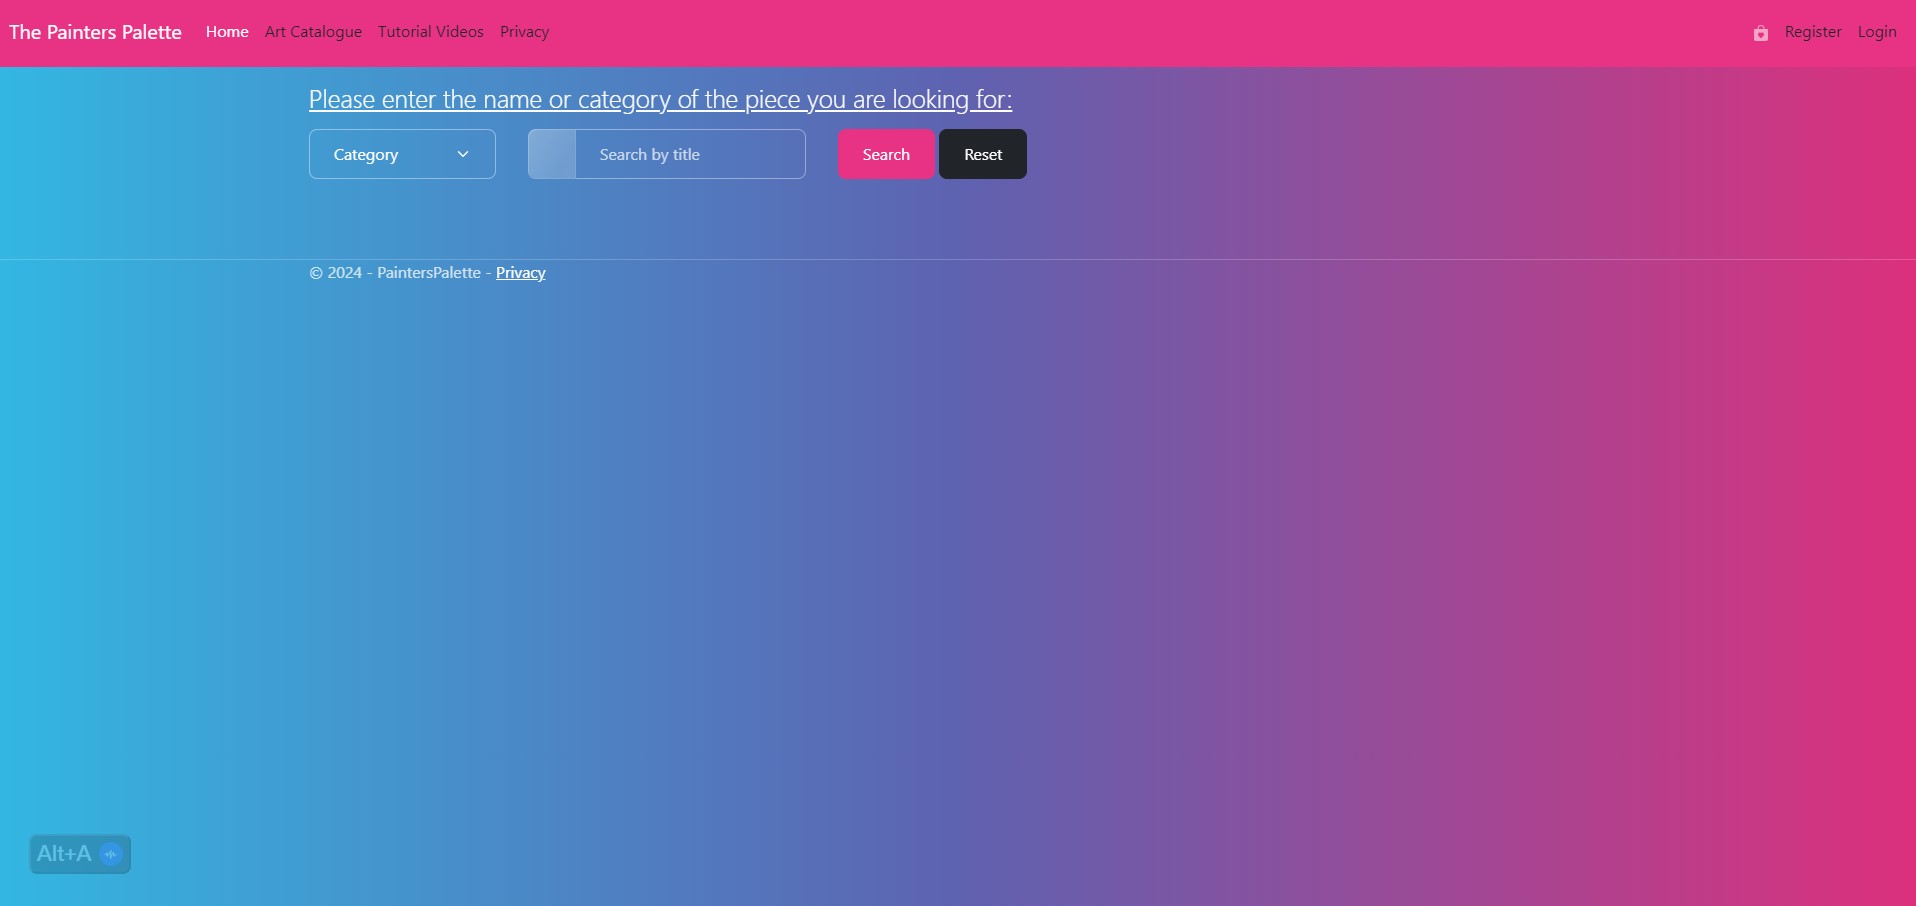 The Painters Palette Home Art Catalogue Tutorial Videos Privacy Register Login
Please enter the name or category of the piece you are looking for:
Category Search by title Search Reset
© 2024 - PaintersPalette - Privacy
Alt+A